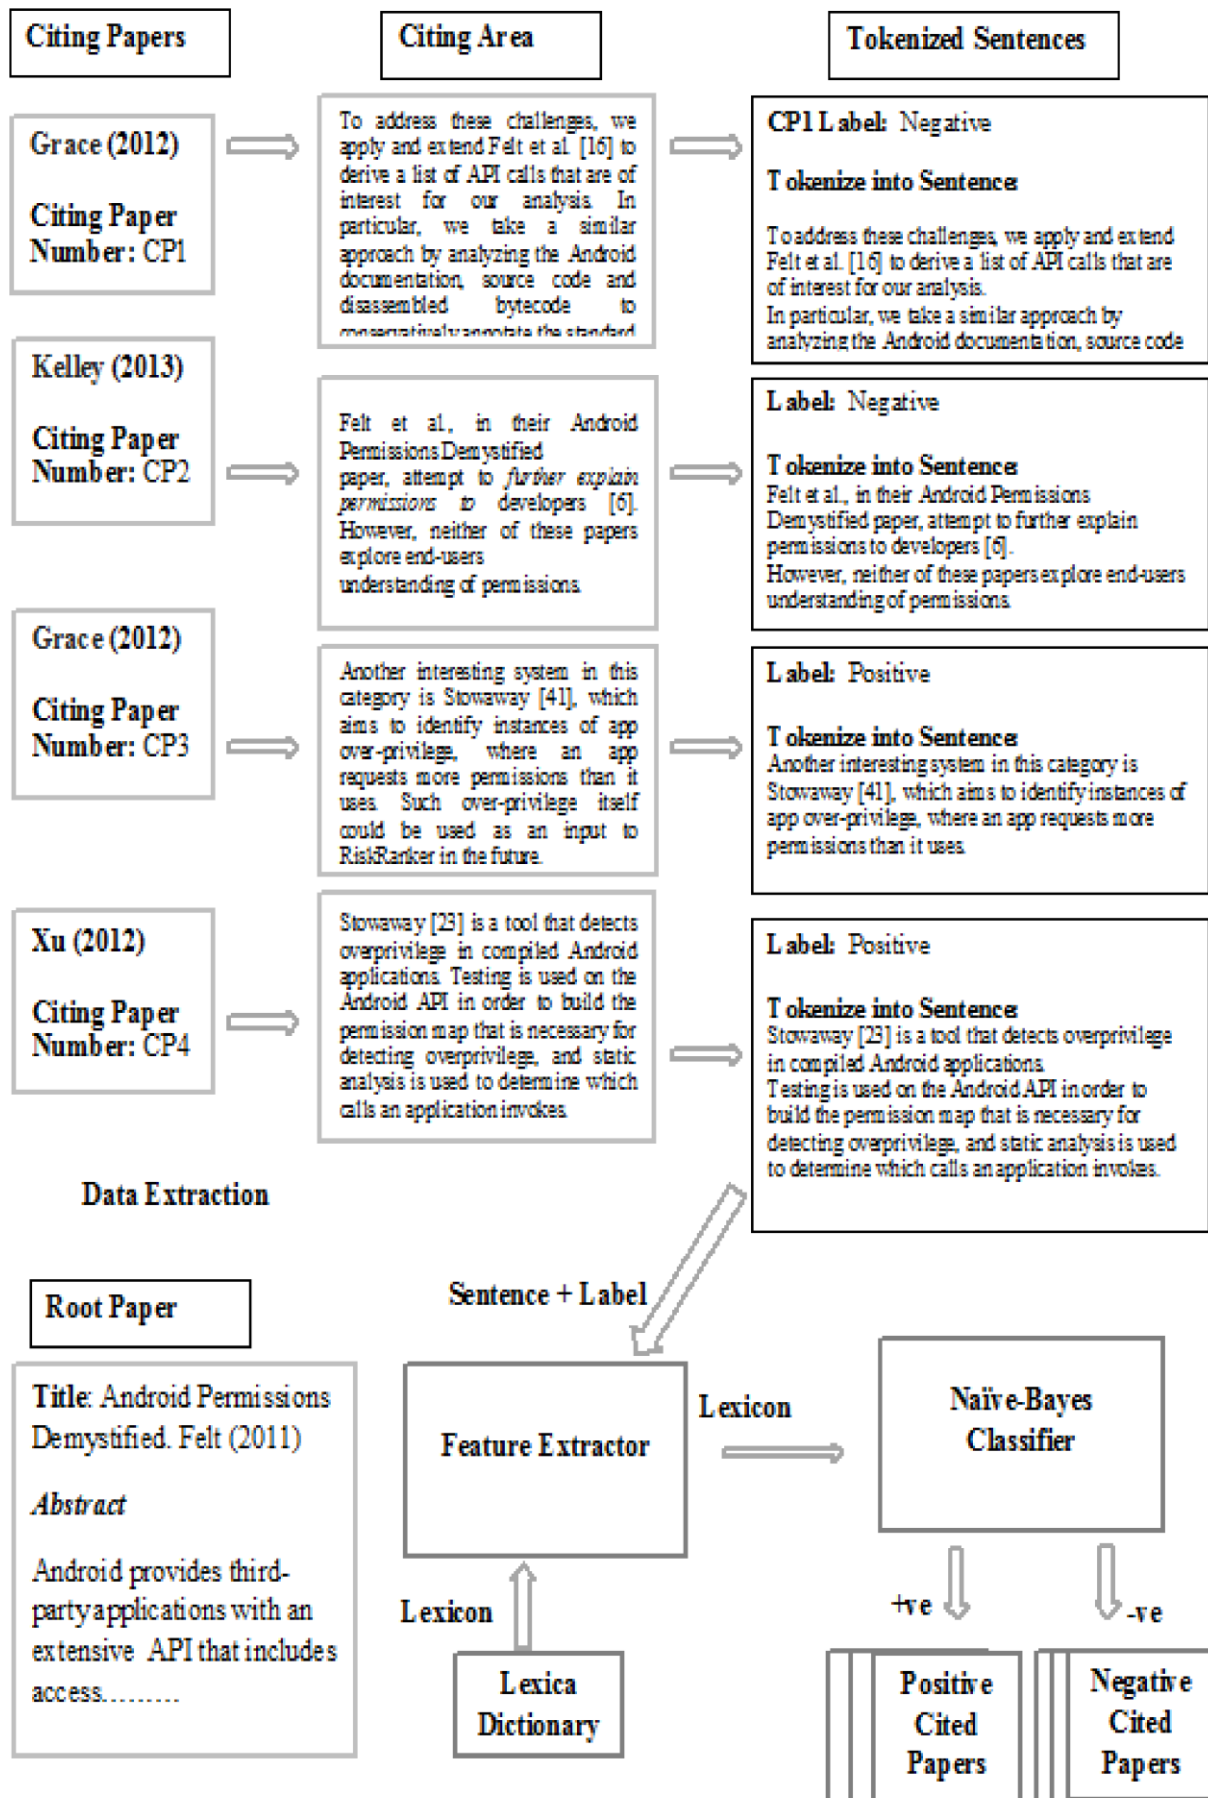 Citing Papers
Citing Area
Tokenized Sentences
Grace (2012)
Citing Paper
Number: CP1
To address these challenges, we
apply and extend Felt et al. [16] to
derive a list of API calls that are of
interest for our analysis. In
particular, we take a similar
approach by analyzing the Android
documentation, source code and
disassembled bytecode to
conservatively annotate the standard
CP1 Label: Negative
Tokenize into Sentences
To address these challenges, we apply and extend
Felt et al. [16] to derive a list of API calls that are
of interest for our analysis.
In particular, we take a similar approach by
analyzing the Android documentation, source code
Kelley (2013)
Citing Paper
Number: CP2
Felt et al., in their Android
Permissions Demystified
paper, attempt to further explain
permissions to developers [6].
However, neither of these papers
explore end-users
understanding of permissions.
Label: Negative
Tokenize into Sentences
Felt et al., in their Android Permissions
Demystified paper, attempt to further explain
permissions to developers [6].
However, neither of these papers explore end-users
understanding of permissions.
Grace (2012)
Citing Paper
Number: CP3
Another interesting system in this
category is Stowaway [41], which
aims to identify instances of app
over-privilege, where an app
requests more permissions than it
uses. Such over-privilege itself
could be used as an input to
RiskRanker in the future.
Label: Positive
Tokenize into Sentences
Another interesting system in this category is
Stowaway [41], which aims to identify instances of
app over-privilege, where an app requests more
permissions than it uses.
Xu (2012)
Citing Paper
Number: CP4
Stowaway [23] is a tool that detects
overprivilege in compiled Android
applications. Testing is used on the
Android API in order to build the
permission map that is necessary for
detecting overprivilege, and static
analysis is used to determine which
calls an application invokes.
Label: Positive
Tokenize into Sentences
Stowaway [23] is a tool that detects overprivilege
in compiled Android applications.
Testing is used on the Android API in order to
build the permission map that is necessary for
detecting overprivilege, and static analysis is used
to determine which calls an application invokes.
Data Extraction
Sentence + Label
Root Paper
Title: Android Permissions
Demystified. Felt (2011)
Abstract
Android provides third-
party applications with an
extensive API that includes
access.........
Feature Extractor
Lexicon
Naïve-Bayes
Classifier
Lexicon
Lexica
Dictionary
+ve
-ve
Positive
Cited
Papers
Negative
Cited
Papers